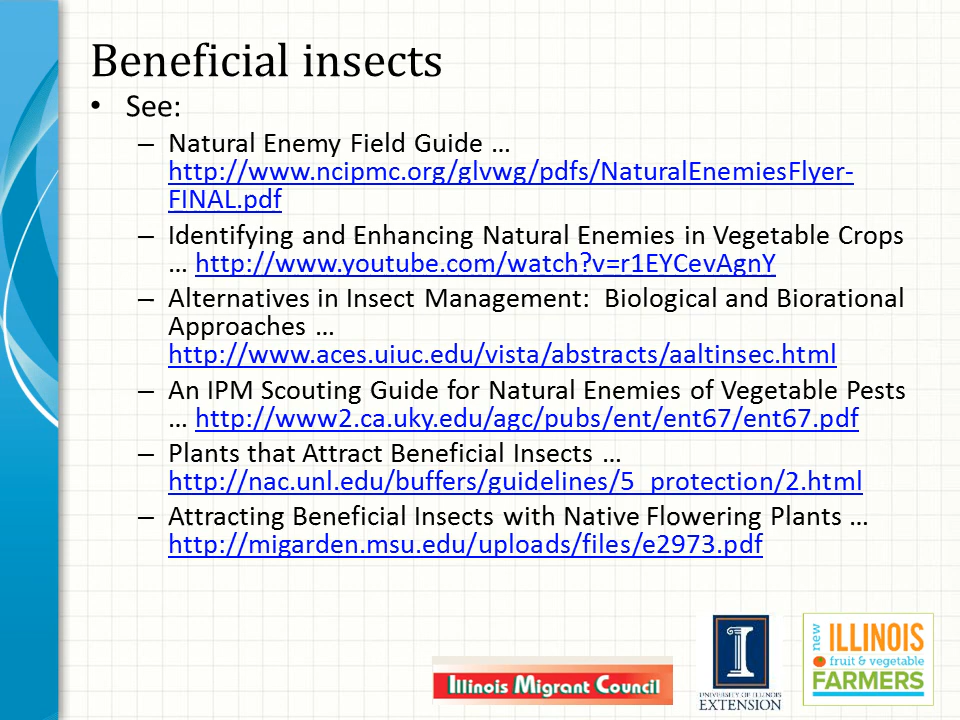 Beneficial insects
• See:
– Natural Enemy Field Guide …
http://www.ncipmc.org/glvwg/pdfs/NaturalEnemiesFlyer-
FINAL.pdf
– Identifying and Enhancing Natural Enemies in Vegetable Crops
… http://www.youtube.com/watch?v=r1EYCevAgnY
– Alternatives in Insect Management:  Biological and Biorational
Approaches …
http://www.aces.uiuc.edu/vista/abstracts/aaltinsec.html
– An IPM Scouting Guide for Natural Enemies of Vegetable Pests
… http://www2.ca.uky.edu/agc/pubs/ent/ent67/ent67.pdf
– Plants that Attract Beneficial Insects …
http://nac.unl.edu/buffers/guidelines/5_protection/2.html
– Attracting Beneficial Insects with Native Flowering Plants …
http://migarden.msu.edu/uploads/files/e2973.pdf
Illinois Migrant Council
I
UNIVERSITY OF ILLINOIS
EXTENSION
new
ILLINOIS
fruit & vegetable
FARMERS